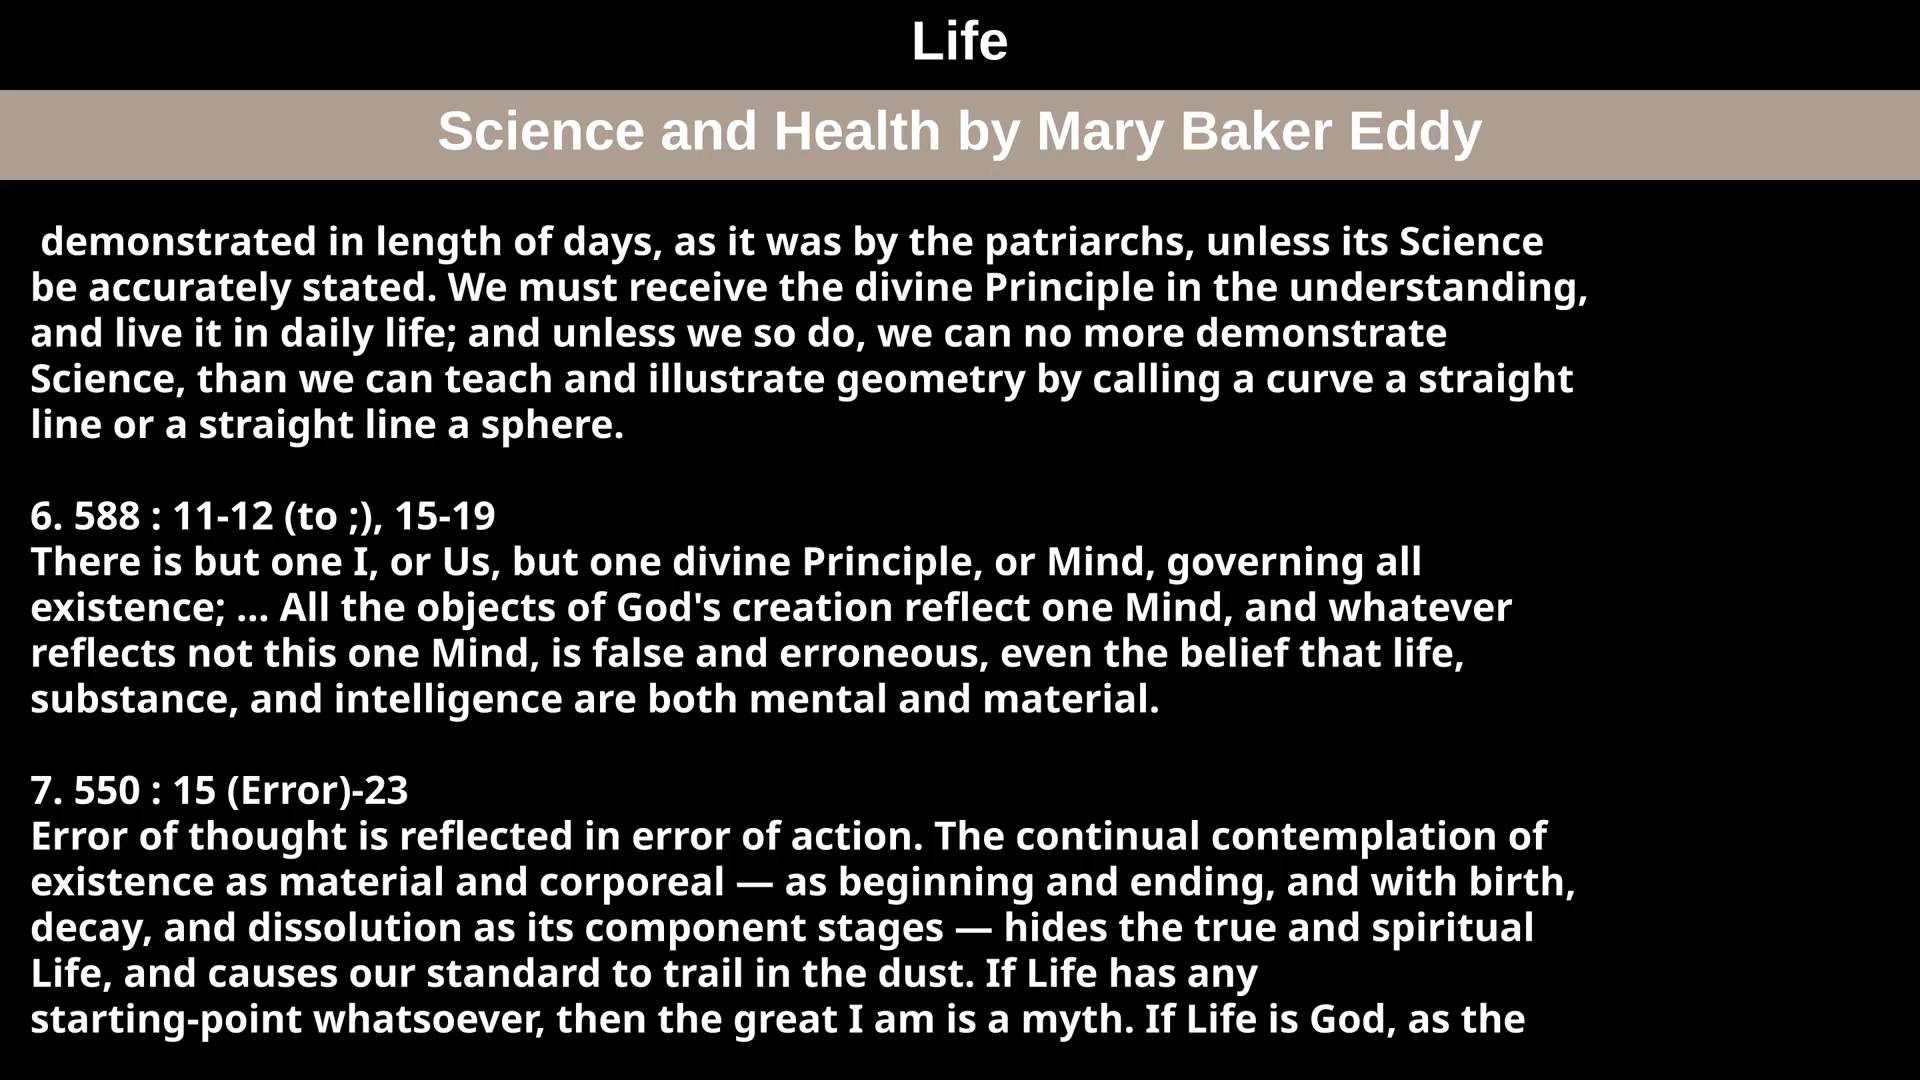 Life
Science and Health by Mary Baker Eddy
demonstrated in length of days, as it was by the patriarchs, unless its Science
be accurately stated. We must receive the divine Principle in the understanding,
and live it in daily life; and unless we so do, we can no more demonstrate
Science, than we can teach and illustrate geometry by calling a curve a straight
line or a straight line a sphere.
6. 588 : 11-12 (to ;), 15-19
There is but one I, or Us, but one divine Principle, or Mind, governing all
existence; ... All the objects of God's creation reflect one Mind, and whatever
reflects not this one Mind, is false and erroneous, even the belief that life,
substance, and intelligence are both mental and material.
7. 550 : 15 (Error)-23
Error of thought is reflected in error of action. The continual contemplation of
existence as material and corporeal — as beginning and ending, and with birth,
decay, and dissolution as its component stages — hides the true and spiritual
Life, and causes our standard to trail in the dust. If Life has any
starting-point whatsoever, then the great I am is a myth. If Life is God, as the